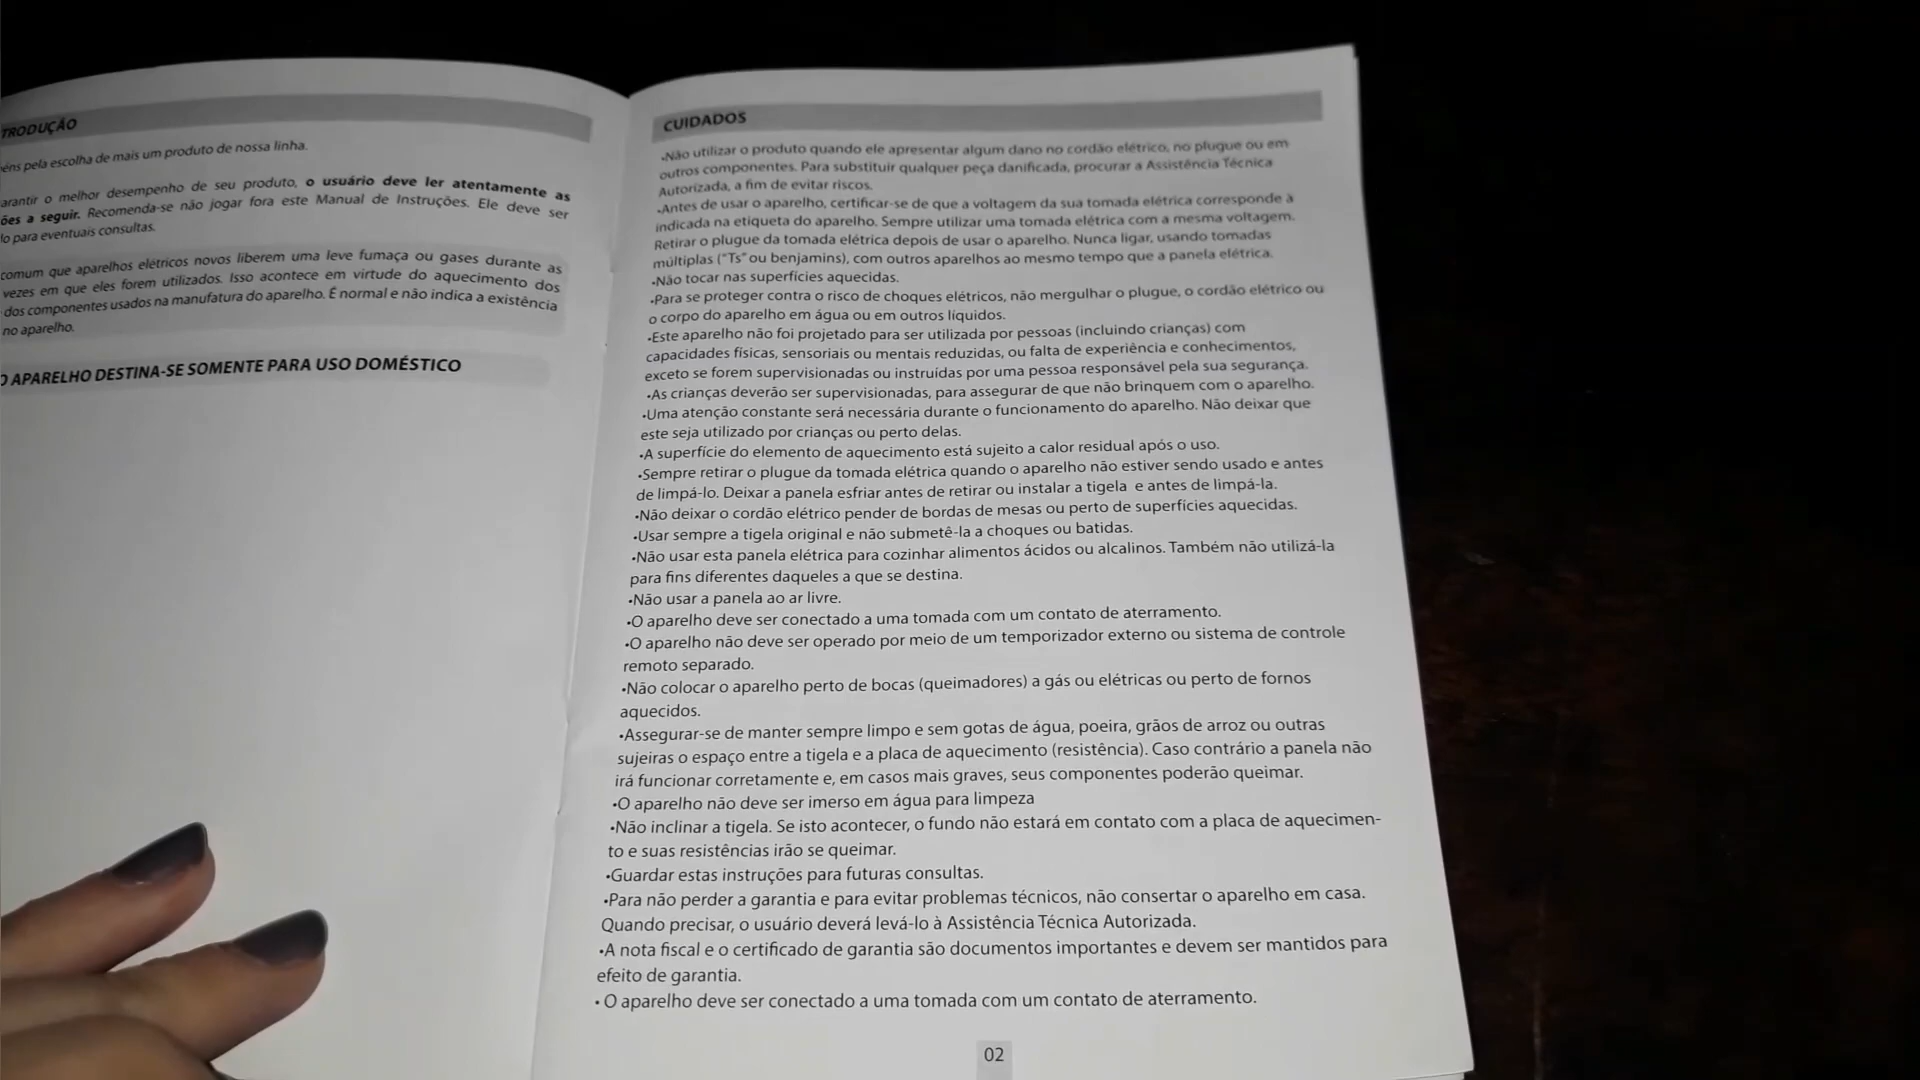 TRODUÇÃO
éns pela escolha de mais um produto de nossa linha.
arantir o melhor desempenho de seu produto, o usuário deve ler atentamente as
ões a seguir. Recomenda-se não jogar fora este Manual de Instruções. Ele deve ser
lo para eventuais consultas.
comum que aparelhos elétricos novos liberem uma leve fumaça ou gases durante as
vezes em que eles forem utilizados. Isso acontece em virtude do aquecimento dos
dos componentes usados na manufatura do aparelho. É normal e não indica a existência
no aparelho.
O APARELHO DESTINA-SE SOMENTE PARA USO DOMÉSTICO
CUIDADOS
•Não utilizar o produto quando ele apresentar algum dano no cordão elétrico, no plugue ou em
outros componentes. Para substituir qualquer peça danificada, procurar a Assistência Técnica
Autorizada, a fim de evitar riscos.
•Antes de usar o aparelho, certificar-se de que a voltagem da sua tomada elétrica corresponde à
indicada na etiqueta do aparelho. Sempre utilizar uma tomada elétrica com a mesma voltagem.
Retirar o plugue da tomada elétrica depois de usar o aparelho. Nunca ligar, usando tomadas
múltiplas ("Ts" ou benjamins), com outros aparelhos ao mesmo tempo que a panela elétrica.
•Não tocar nas superfícies aquecidas.
•Para se proteger contra o risco de choques elétricos, não mergulhar o plugue, o cordão elétrico ou
o corpo do aparelho em água ou em outros líquidos.
•Este aparelho não foi projetado para ser utilizada por pessoas (incluindo crianças) com
capacidades físicas, sensoriais ou mentais reduzidas, ou falta de experiência e conhecimentos,
exceto se forem supervisionadas ou instruídas por uma pessoa responsável pela sua segurança.
•As crianças deverão ser supervisionadas, para assegurar de que não brinquem com o aparelho.
•Uma atenção constante será necessária durante o funcionamento do aparelho. Não deixar que
este seja utilizado por crianças ou perto delas.
•A superfície do elemento de aquecimento está sujeito a calor residual após o uso.
•Sempre retirar o plugue da tomada elétrica quando o aparelho não estiver sendo usado e antes
de limpá-lo. Deixar a panela esfriar antes de retirar ou instalar a tigela e antes de limpá-la.
•Não deixar o cordão elétrico pender de bordas de mesas ou perto de superfícies aquecidas.
•Usar sempre a tigela original e não submetê-la a choques ou batidas.
•Não usar esta panela elétrica para cozinhar alimentos ácidos ou alcalinos. Também não utilizá-la
para fins diferentes daqueles a que se destina.
•Não usar a panela ao ar livre.
•O aparelho deve ser conectado a uma tomada com um contato de aterramento.
•O aparelho não deve ser operado por meio de um temporizador externo ou sistema de controle
remoto separado.
•Não colocar o aparelho perto de bocas (queimadores) a gás ou elétricas ou perto de fornos
aquecidos.
•Assegurar-se de manter sempre limpo e sem gotas de água, poeira, grãos de arroz ou outras
sujeiras o espaço entre a tigela e a placa de aquecimento (resistência). Caso contrário a panela não
irá funcionar corretamente e, em casos mais graves, seus componentes poderão queimar.
•O aparelho não deve ser imerso em água para limpeza
•Não inclinar a tigela. Se isto acontecer, o fundo não estará em contato com a placa de aquecimen-
to e suas resistências irão se queimar.
•Guardar estas instruções para futuras consultas.
•Para não perder a garantia e para evitar problemas técnicos, não consertar o aparelho em casa.
Quando precisar, o usuário deverá levá-lo à Assistência Técnica Autorizada.
•A nota fiscal e o certificado de garantia são documentos importantes e devem ser mantidos para
efeito de garantia.
• O aparelho deve ser conectado a uma tomada com um contato de aterramento.
02